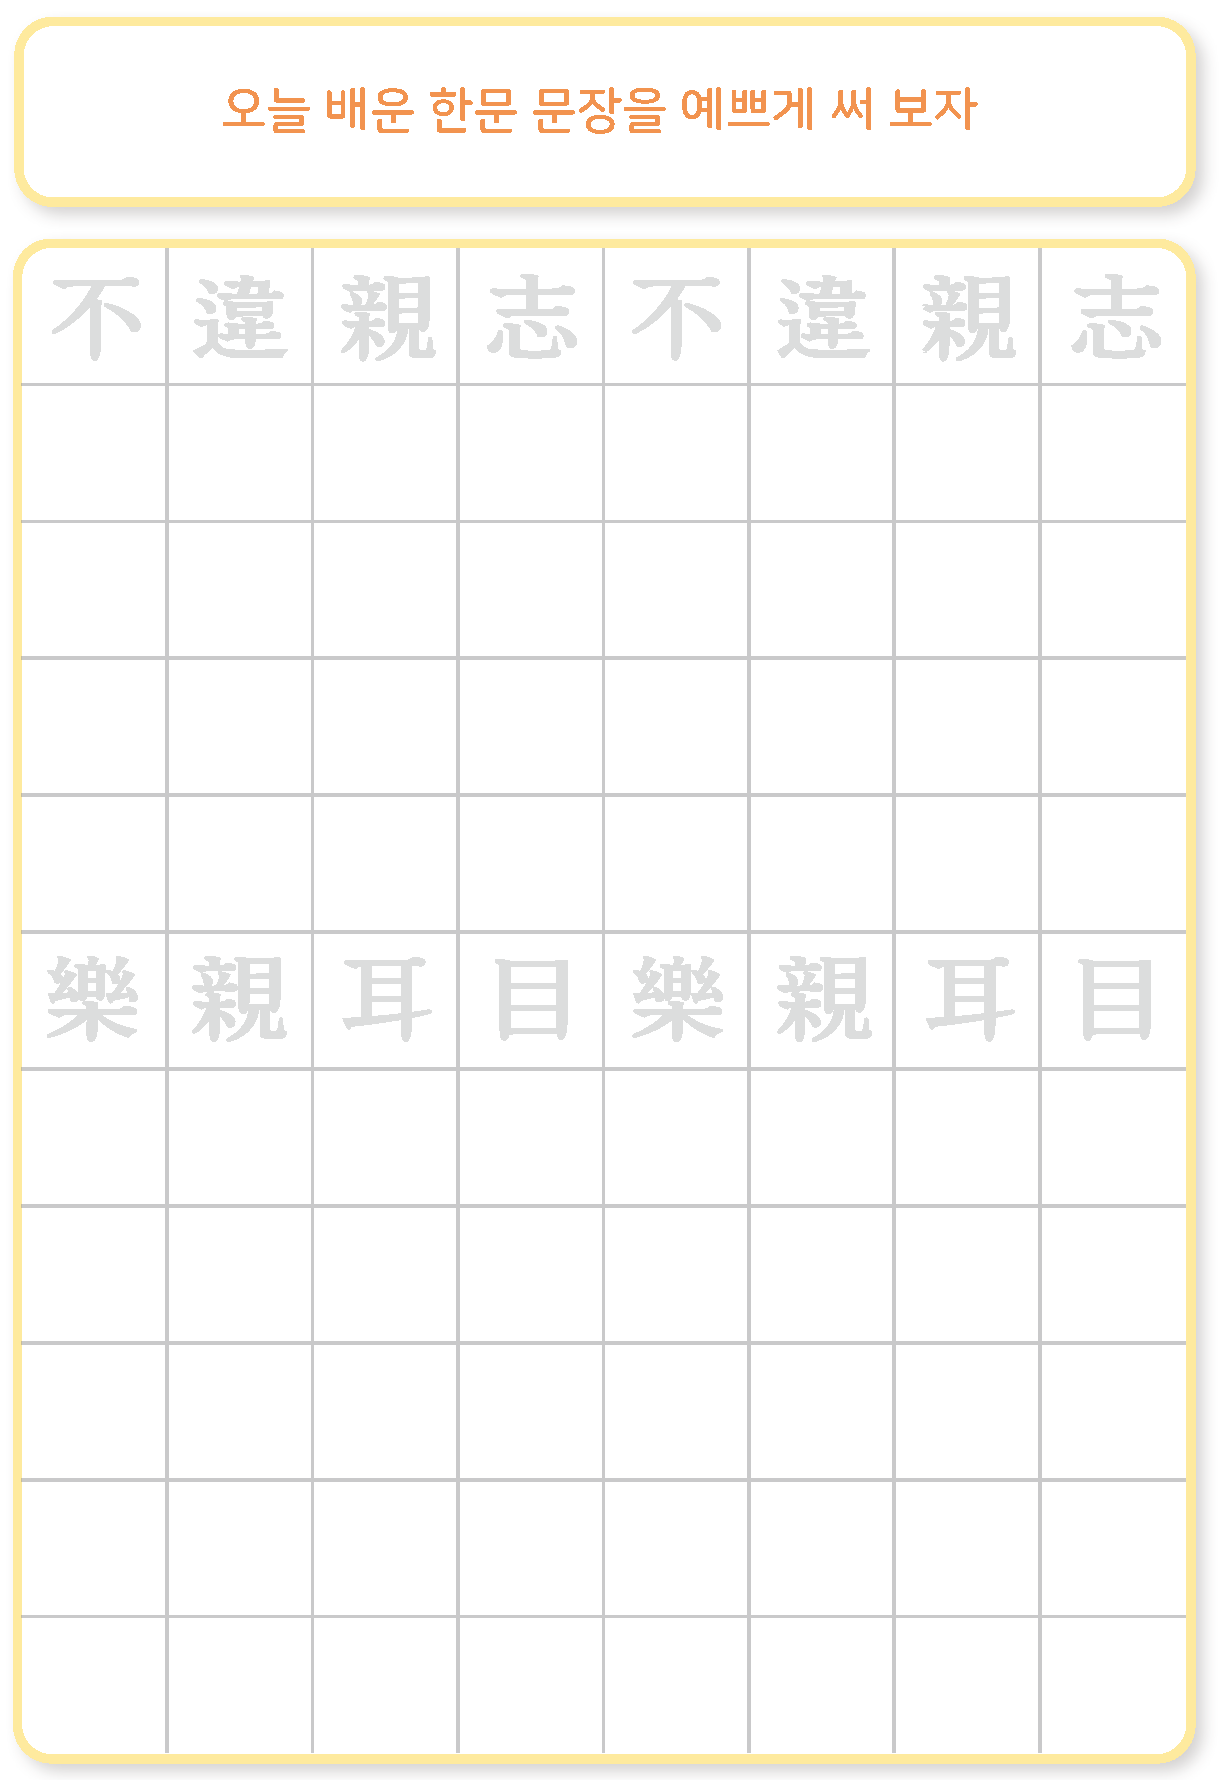 오늘 배운 한문 문장을 예쁘게 써 보자
不 違 親 志 不 違 親 志
樂 親 耳 目 樂 親 耳 目